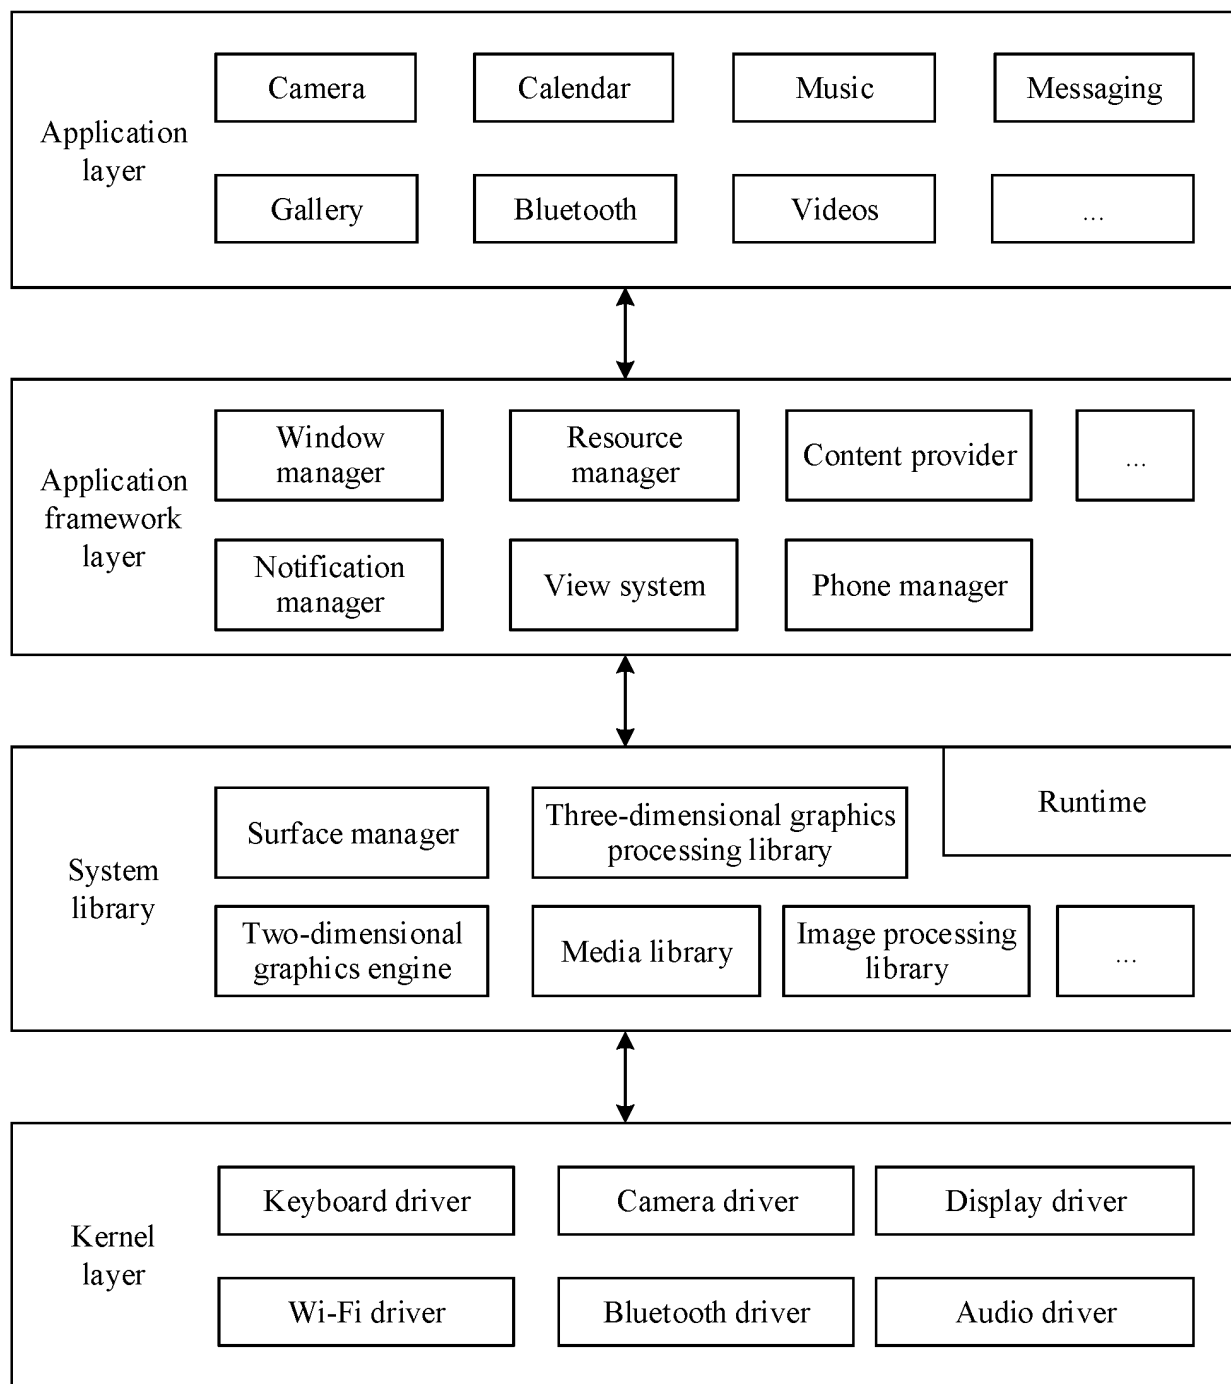 Camera
Calendar
Music
Messaging
Application
layer
Gallery
Bluetooth
Videos
...
Window
manager
Resource
manager
Content provider
...
Application
framework
layer
Notification
manager
View system
Phone manager
Runtime
Surface manager
Three-dimensional graphics
processing library
System
library
Two-dimensional
graphics engine
Media library
Image processing
library
...
Keyboard driver
Camera driver
Display driver
Kernel
layer
Wi-Fi driver
Bluetooth driver
Audio driver